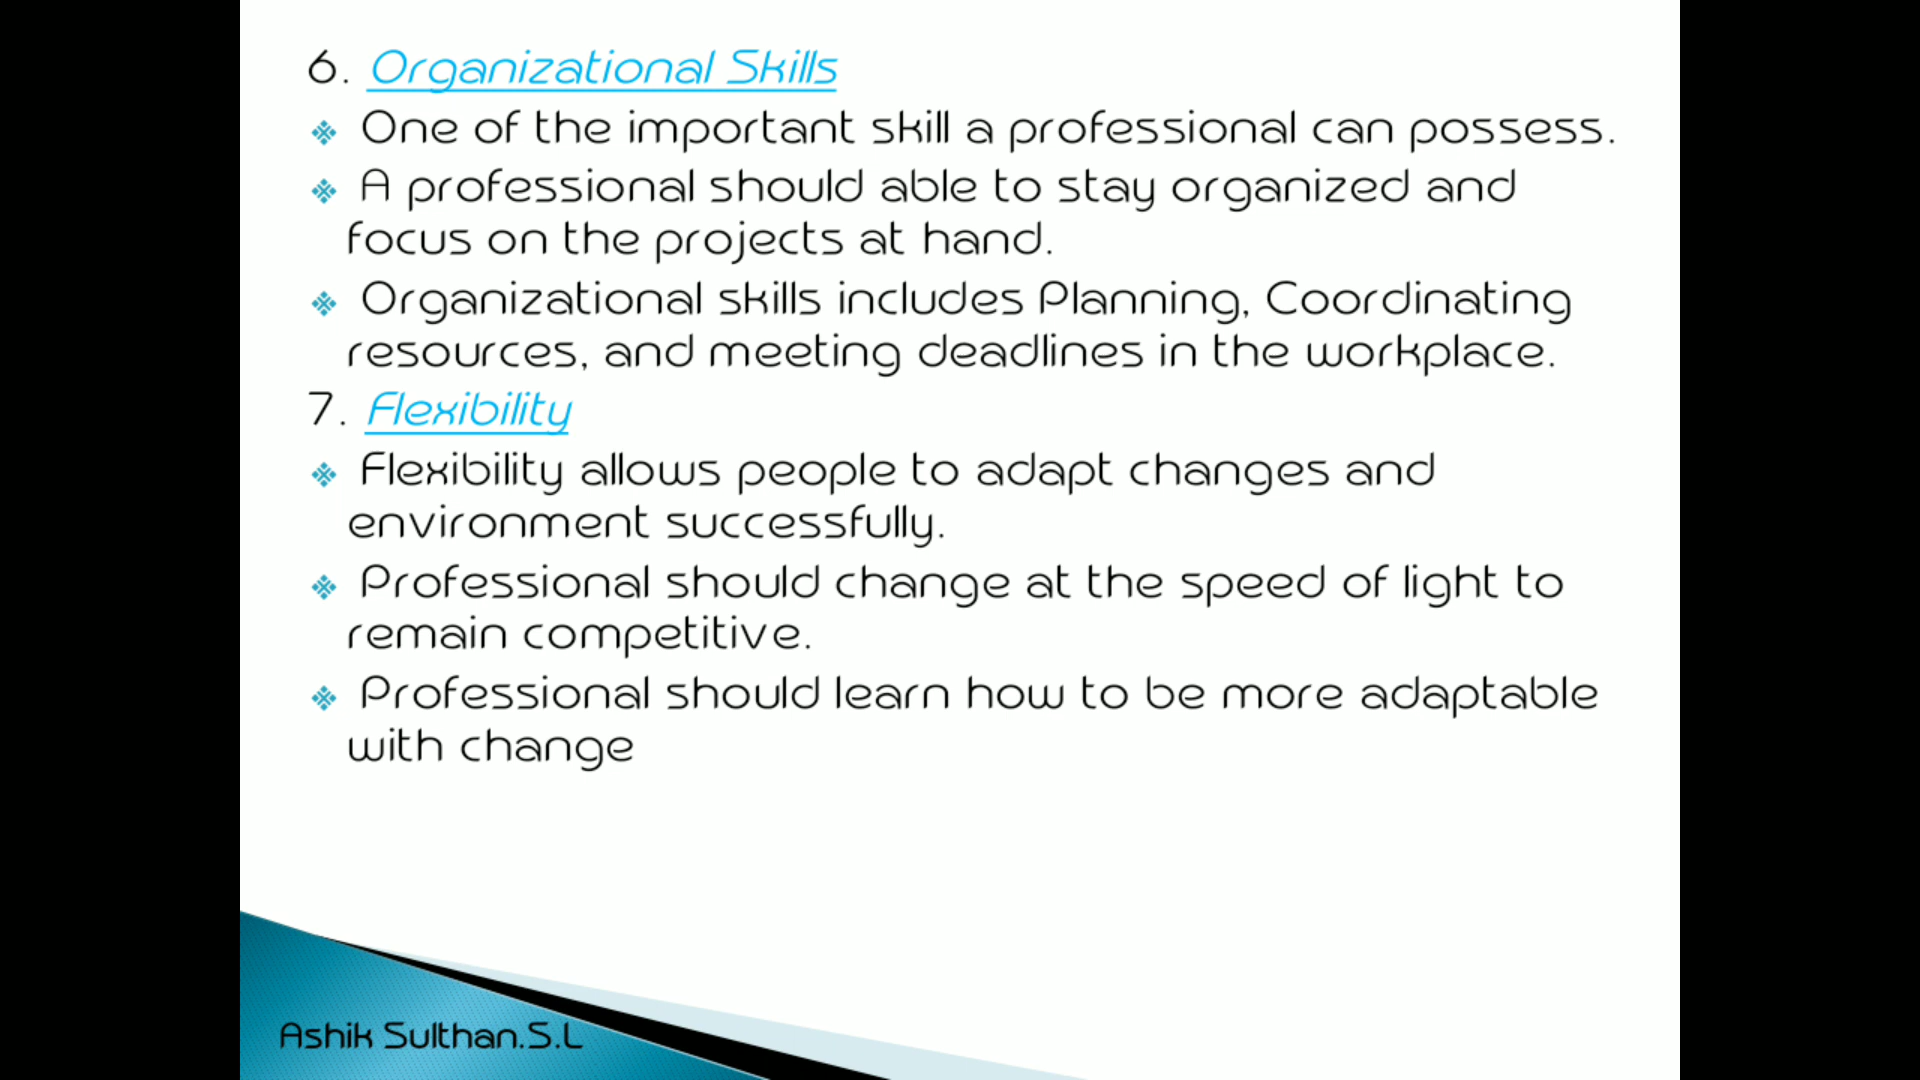 6. Organizational Skills
❖ One of the important skill a professional can possess.
❖ A professional should able to stay organized and
focus on the projects at hand.
❖ Organizational skills includes Planning, Coordinating
resources, and meeting deadlines in the workplace.
7. Flexibility
❖ Flexibility allows people to adapt changes and
environment successfully.
❖ Professional should change at the speed of light to
remain competitive.
❖ Professional should learn how to be more adaptable
with change
Ashik Sulthan.S.L